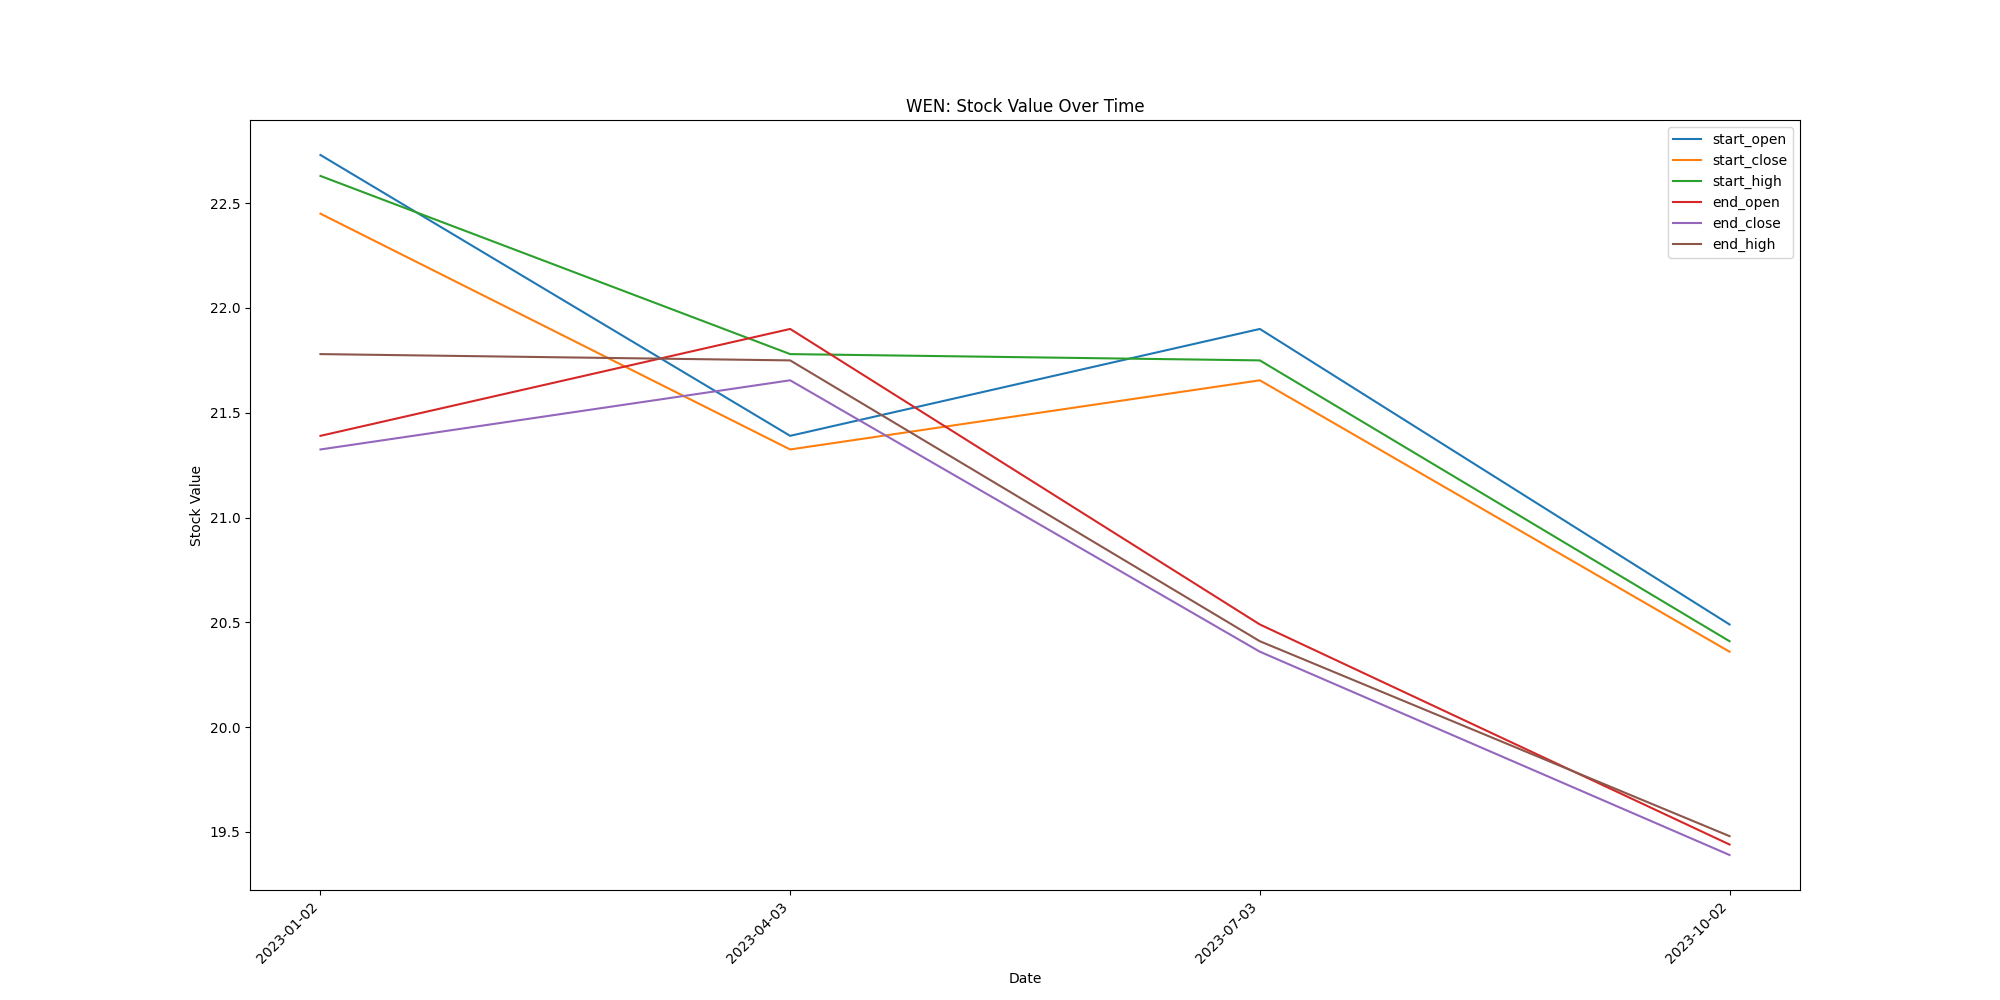 WEN: Stock Value Over Time
start_open
start_close
start_high
end_open
end_close
end_high
Stock Value
22.5
22.0
21.5
21.0
20.5
20.0
19.5
2023-01-02
2023-04-03
2023-07-03
2023-10-02
Date